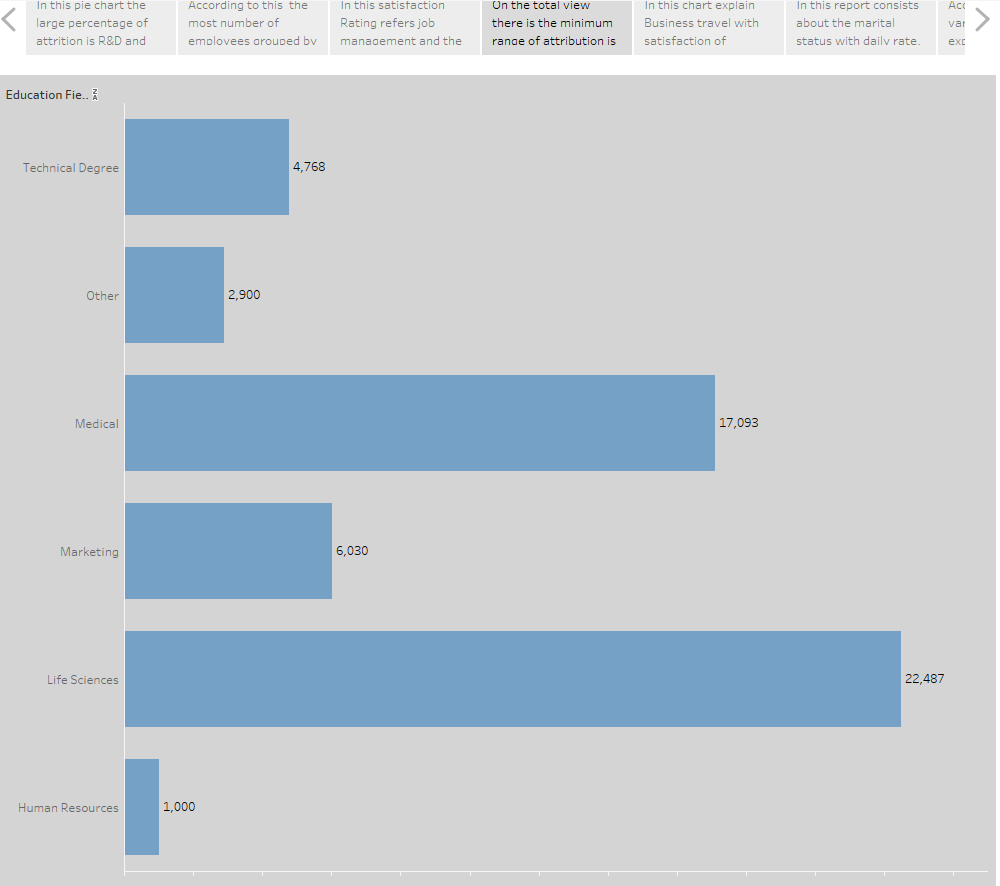 In this pie chart the
large percentage of
attrition is R&D and
According to this the
most number of
employees grouped by
In this satisfaction
Rating refers job
management and the
On the total view
there is the minimum
range of attribution is
In this chart explain
Business travel with
satisfaction of
In this report consists
about the marital
status with daily rate.
Education Fie..
Technical Degree
4,768
Other
2,900
Medical
17,093
Marketing
6,030
Life Sciences
22,487
Human Resources
1,000